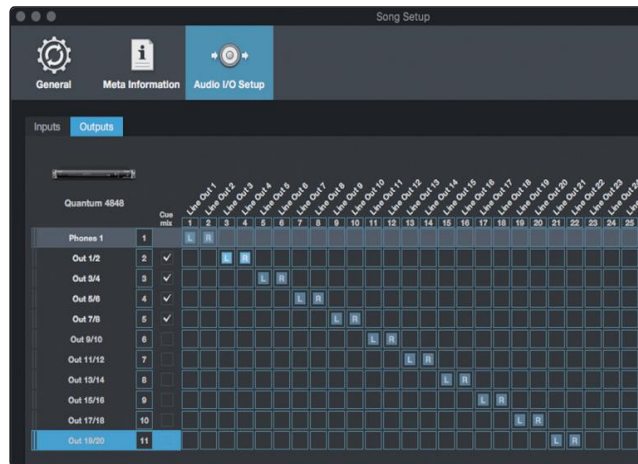 Song Setup
General
Meta Information
Audio I/O Setup
Inputs
Outputs
Line Out 1
Line Out 2
Line Out 3
Line Out 4
Line Out 5
Line Out 6
Line Out 7
Line Out 8
Line Out 9
Line Out 10
Line Out 11
Line Out 12
Line Out 13
Line Out 14
Line Out 15
Line Out 16
Line Out 17
Line Out 18
Line Out 19
Line Out 20
Line Out 21
Line Out 22
Line Out 23
Quantum 4848
Cue
mix
1 2 3 4 5 6 7 8 9 10 11 12 13 14 15 16 17 18 19 20 21 22 23 24 25
Phones 1 1 L R
Out 1/2 2 L R
Out 3/4 3 L R
Out 5/6 4 L R
Out 7/8 5 L R
Out 9/10 6 L R
Out 11/12 7 L R
Out 13/14 8 L R
Out 15/16 9 L R
Out 17/18 10 L R
Out 19/20 11 L R